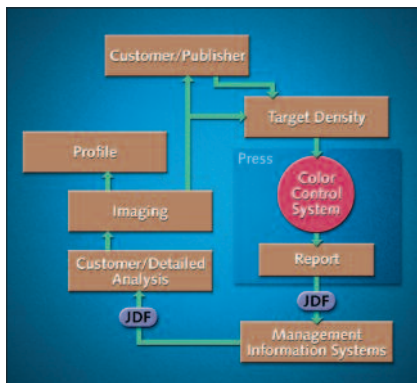 Customer/Publisher
Target Density
Profile
Press
Color
Control
System
Imaging
Customer/Detailed
Analysis
Report
JDF
JDF
Management
Information Systems